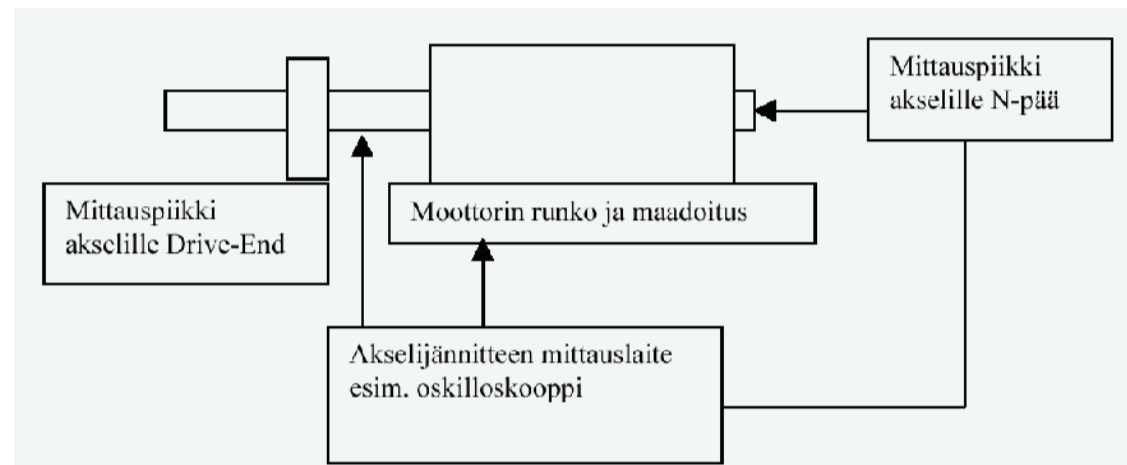 Mittauspiikki
akselille N-pää
Mittauspiikki
akselille Drive-End
Moottorin runko ja maadoitus
Akselijännitteen mittauslaite
esim. oskilloskooppi